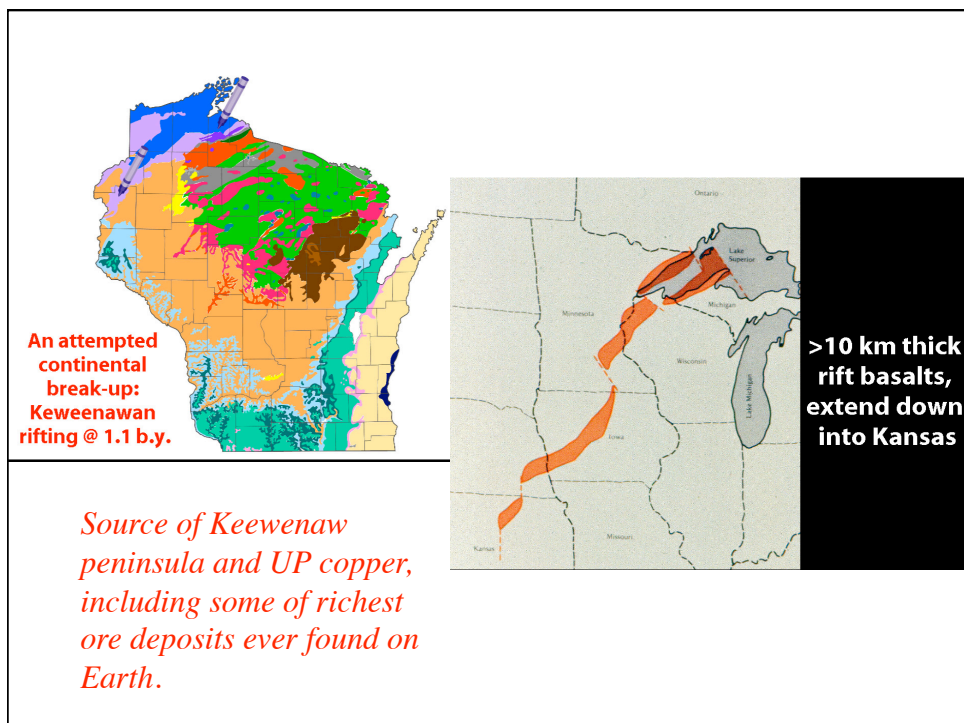 An attempted
continental
break-up:
Keweenawan
rifting @ 1.1 b.y.
Ontario
Lake
Superior
Michigan
Minnesota
Wisconsin
Lake Michigan
Iowa
Missouri
Kansas
>10 km thick
rift basalts,
extend down
into Kansas
Source of Keewenaw
peninsula and UP copper,
including some of richest
ore deposits ever found on
Earth.